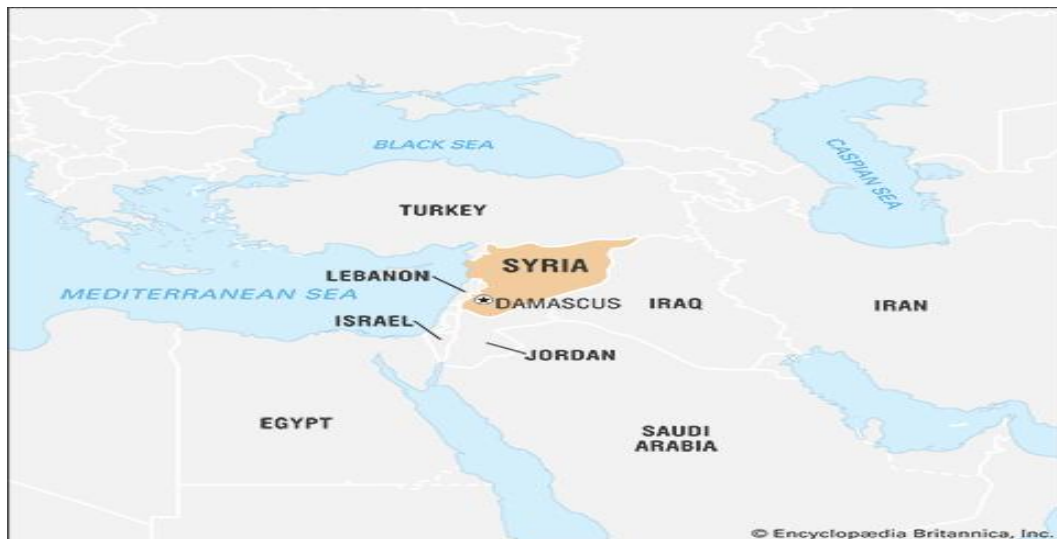 BLACK SEA
CASPIAN SEA
TURKEY
SYRIA
LEBANON
MEDITERRANEAN SEA
DAMASCUS
IRAQ
IRAN
ISRAEL
JORDAN
EGYPT
SAUDI
ARABIA
© Encyclopædia Britannica, Inc.